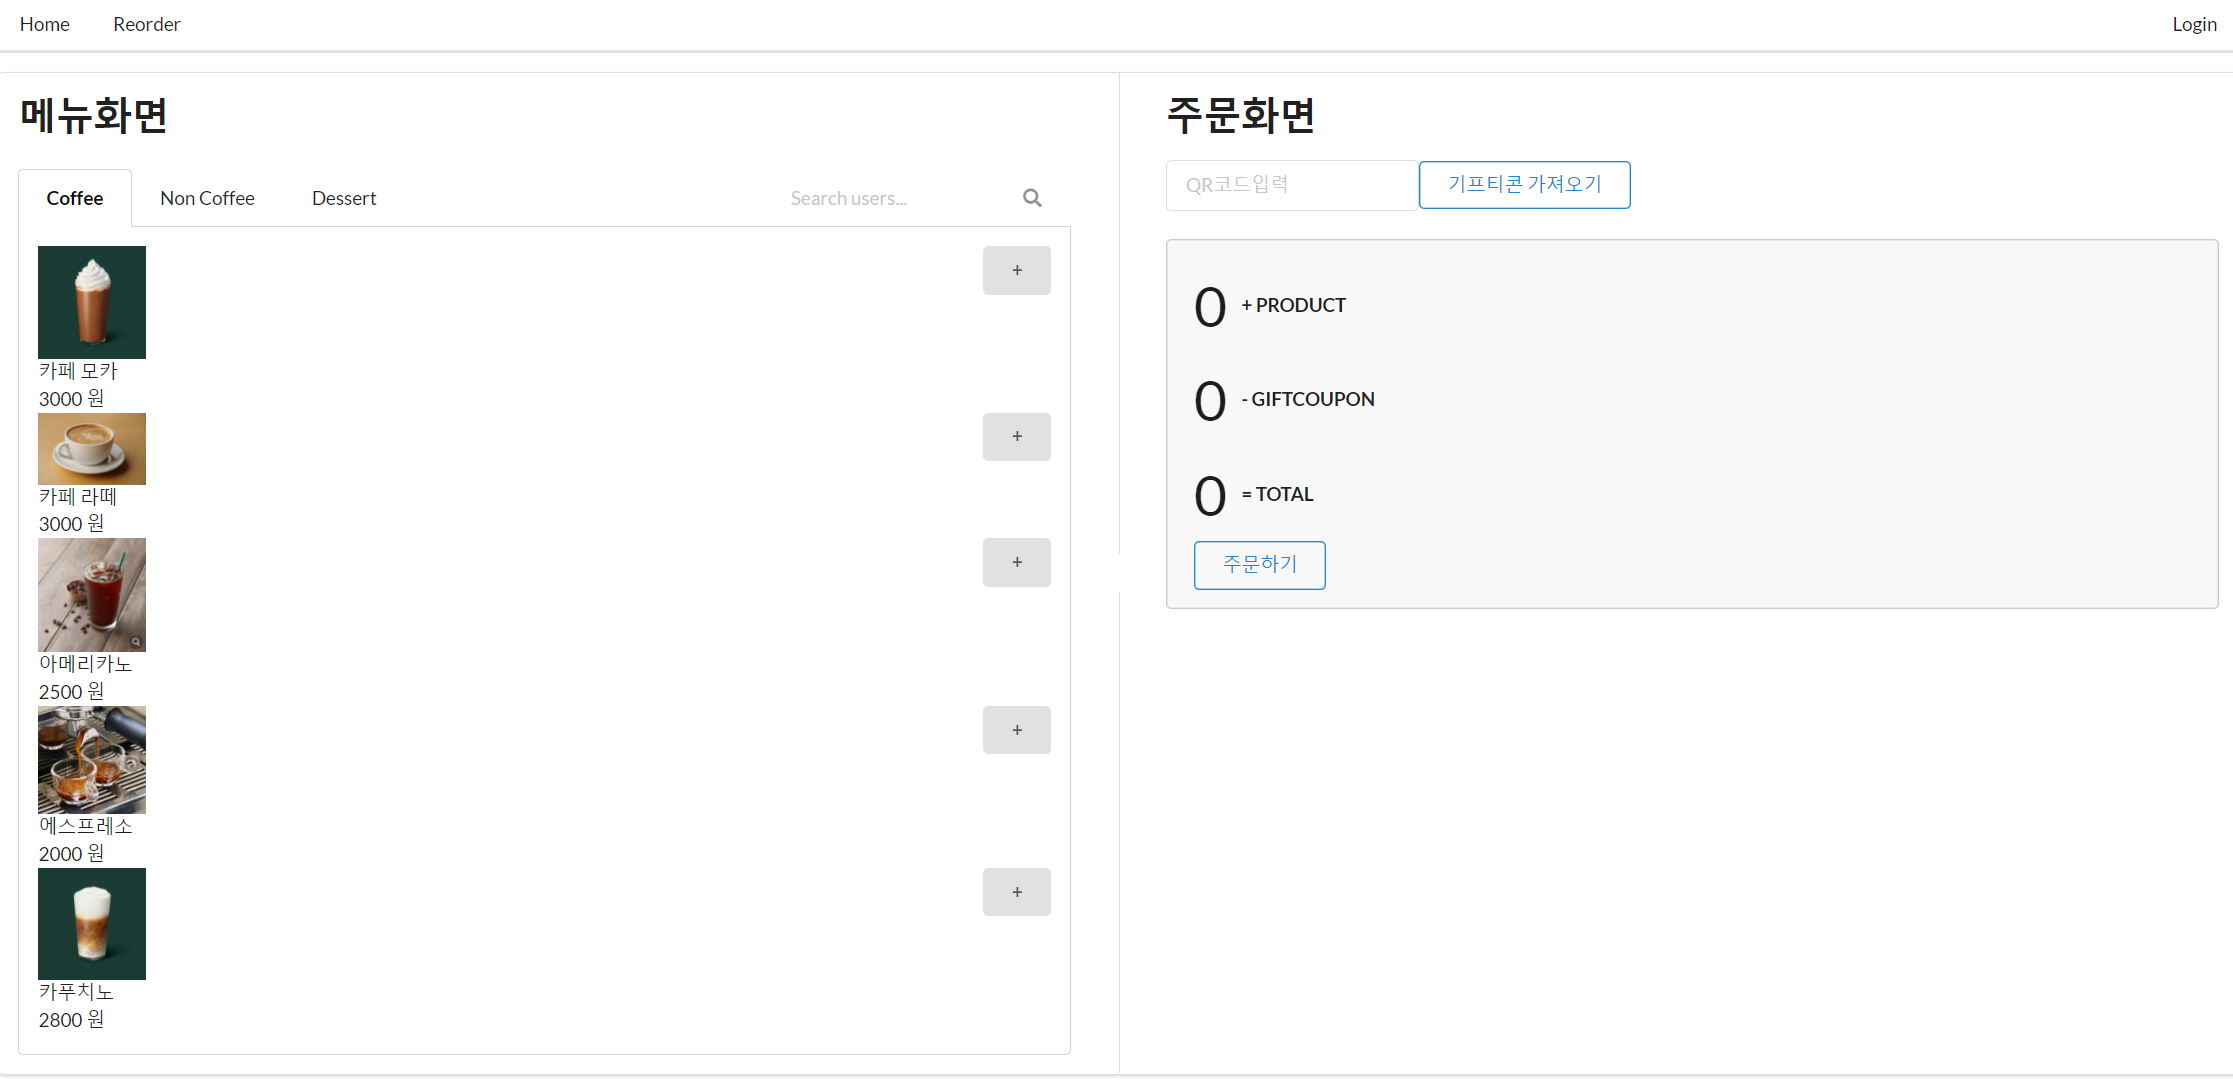 Home Reorder Login
메뉴화면
Coffee Non Coffee Dessert Search users...
+
카페 모카
3000 원
+
카페 라떼
3000 원
+
아메리카노
2500 원
+
에스프레소
2000 원
+
카푸치노
2800 원
주문화면
QR코드입력 기프티콘 가져오기
0 + PRODUCT
0 - GIFTCOUPON
0 = TOTAL
주문하기